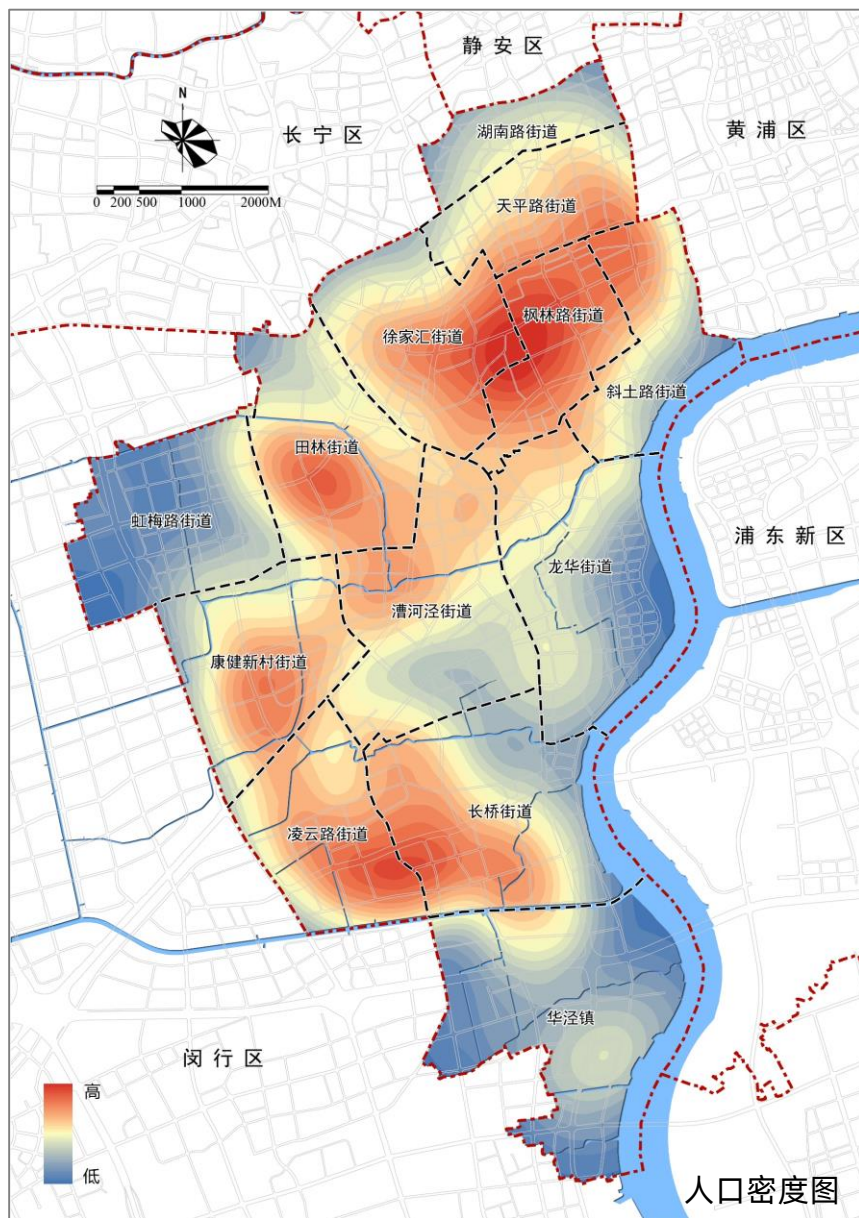 静安区
湖南路街道
长宁区
黄浦区
N
0 200 500 1000 2000M
天平路街道
枫林路街道
徐家汇街道
斜土路街道
田林街道
虹梅路街道
浦东新区
龙华街道
漕河泾街道
康健新村街道
长桥街道
凌云路街道
华泾镇
闵行区
高
低
人口密度图